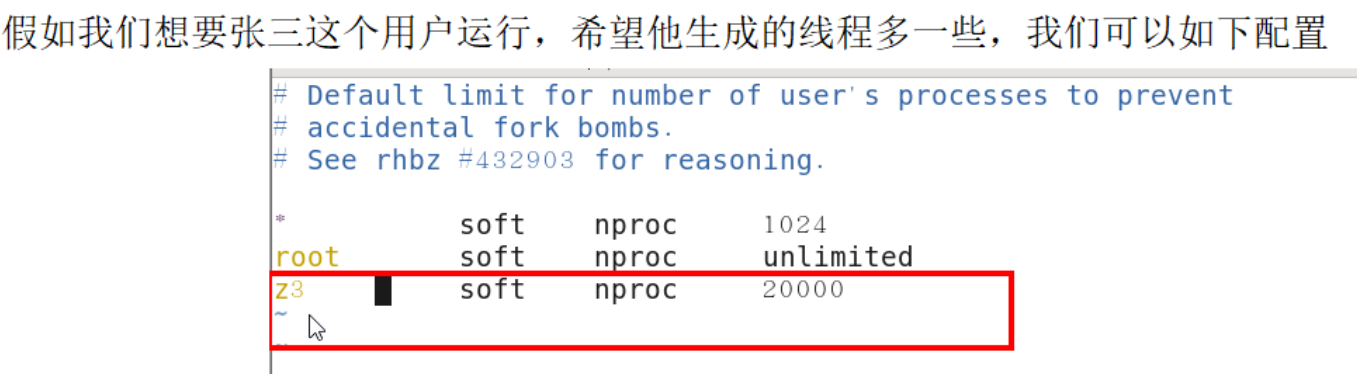 假如我们想要张三这个用户运行，希望他生成的线程多一些，我们可以如下配置
# Default limit for number of user's processes to prevent
# accidental fork bombs.
# See rhbz #432903 for reasoning.
* soft nproc 1024
root soft nproc unlimited
z3 soft nproc 20000
~
~